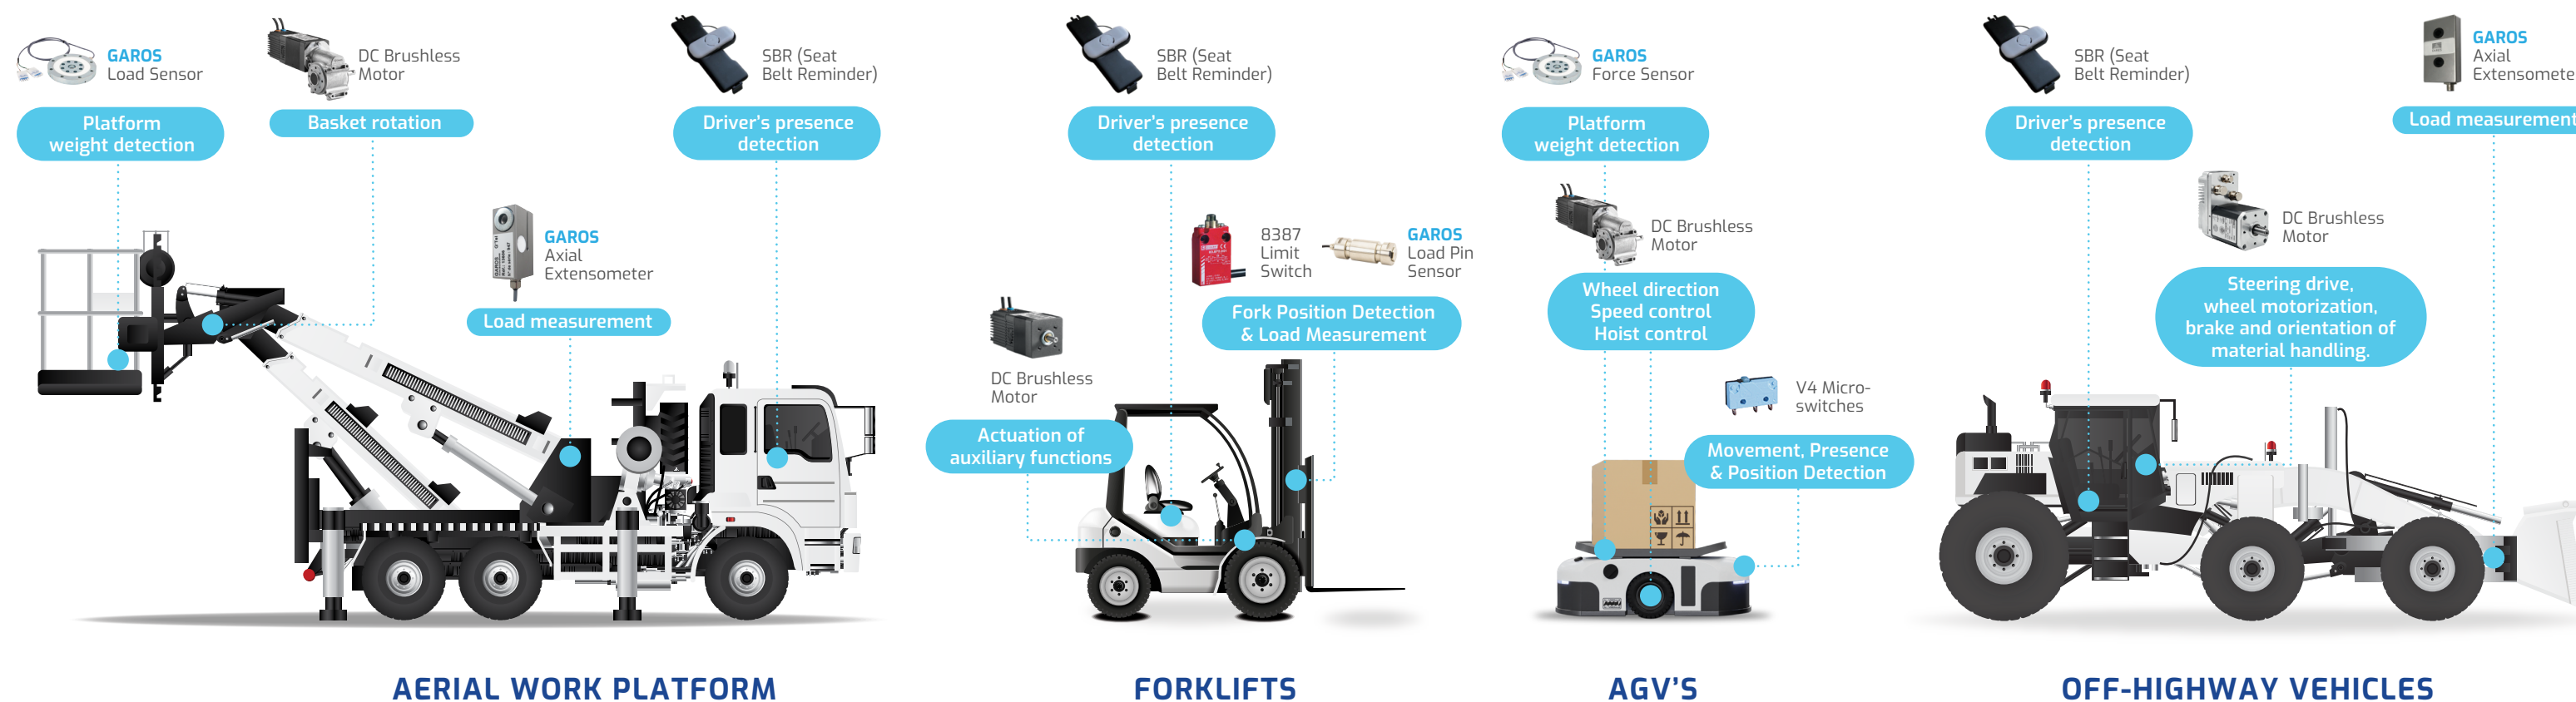 GAROS
Load Sensor
Platform
weight detection
DC Brushless
Motor
Basket rotation
SBR (Seat
Belt Reminder)
Driver's presence
detection
GAROS
Axial
Extensometer
Load measurement
AERIAL WORK PLATFORM
SBR (Seat
Belt Reminder)
Driver's presence
detection
8387
Limit
Switch
GAROS
Load Pin
Sensor
Fork Position Detection
& Load Measurement
DC Brushless
Motor
Actuation of
auxiliary functions
FORKLIFTS
GAROS
Force Sensor
Platform
weight detection
DC Brushless
Motor
Wheel direction
Speed control
Hoist control
V4 Micro-
switches
Movement, Presence
& Position Detection
AGV'S
SBR (Seat
Belt Reminder)
Driver's presence
detection
GAROS
Axial
Extensomete
Load measurement
DC Brushless
Motor
Steering drive,
wheel motorization,
brake and orientation of
material handling.
OFF-HIGHWAY VEHICLES